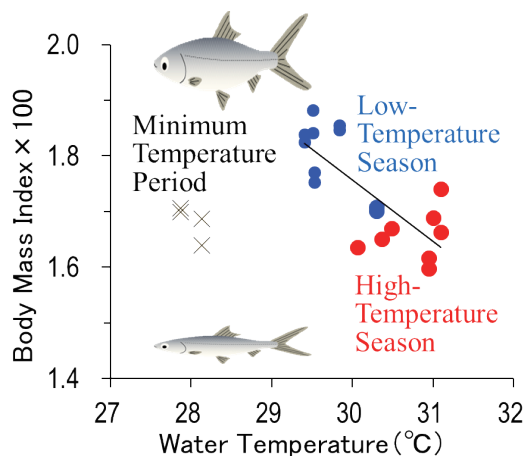 2.0
1.8
1.6
1.4
Body Mass Index × 100
Minimum
Temperature
Period
Low-
Temperature
Season
High-
Temperature
Season
27
28
29
30
31
32
Water Temperature(℃)